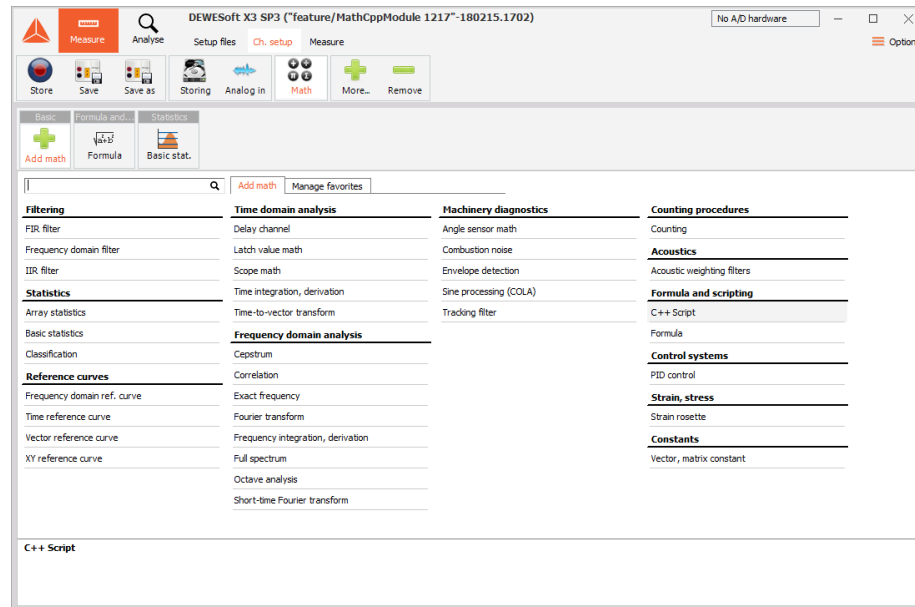 DEWESoft X3 SP3 ("feature/MathCppModule 1217"-180215.1702)
No A/D hardware
Measure
Analyse
Setup files
Ch. setup
Measure
Option
Store
Save
Save as
Storing
Analog in
Math
More...
Remove
Basic
Formula and...
Statistics
Add math
Formula
Basic stat.
Add math
Manage favorites
Filtering
FIR filter
Frequency domain filter
IIR filter
Statistics
Array statistics
Basic statistics
Classification
Reference curves
Frequency domain ref. curve
Time reference curve
Vector reference curve
XY reference curve
Time domain analysis
Delay channel
Latch value math
Scope math
Time integration, derivation
Time-to-vector transform
Frequency domain analysis
Cepstrum
Correlation
Exact frequency
Fourier transform
Frequency integration, derivation
Full spectrum
Octave analysis
Short-time Fourier transform
Machinery diagnostics
Angle sensor math
Combustion noise
Envelope detection
Sine processing (COLA)
Tracking filter
Counting procedures
Counting
Acoustics
Acoustic weighting filters
Formula and scripting
C++ Script
Formula
Control systems
PID control
Strain, stress
Strain rosette
Constants
Vector, matrix constant
C++ Script